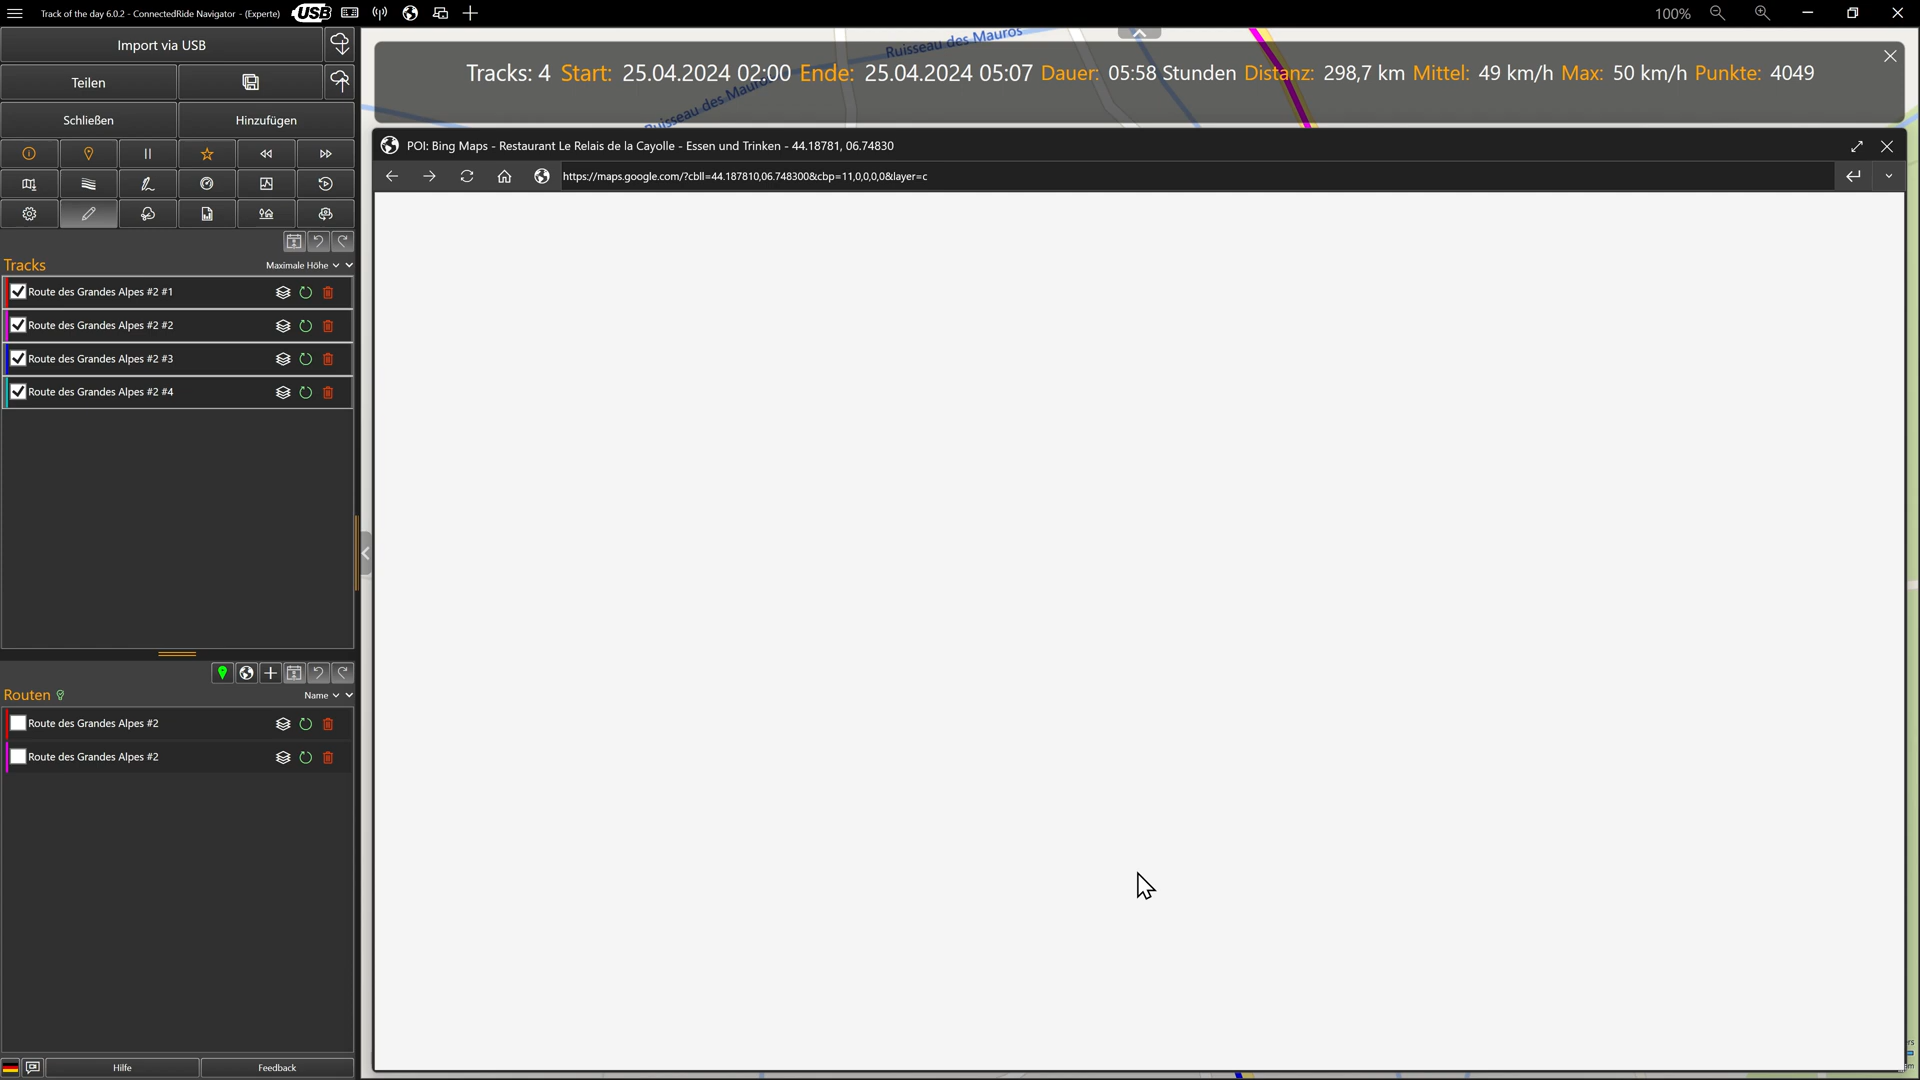 Track of the day 6.0.2 - ConnectedRide Navigator - (Experte)
USB
100%
Import via USB
Teilen
Schließen
Hinzufügen
Tracks
Maximale Höhe
Route des Grandes Alpes #2 #1
Route des Grandes Alpes #2 #2
Route des Grandes Alpes #2 #3
Route des Grandes Alpes #2 #4
Routen
Name
Route des Grandes Alpes #2
Route des Grandes Alpes #2
Hilfe
Feedback
Ruisseau des Mauros
Tracks: 4 Start: 25.04.2024 02:00 Ende: 25.04.2024 05:07 Dauer: 05:58 Stunden Distanz: 298,7 km Mittel: 49 km/h Max: 50 km/h Punkte: 4049
Ruisseau des Mauros
POI: Bing Maps - Restaurant Le Relais de la Cayolle - Essen und Trinken - 44.18781, 06.74830
https://maps.google.com/?cbll=44.187810,06.748300&cbp=11,0,0,0,0&layer=c